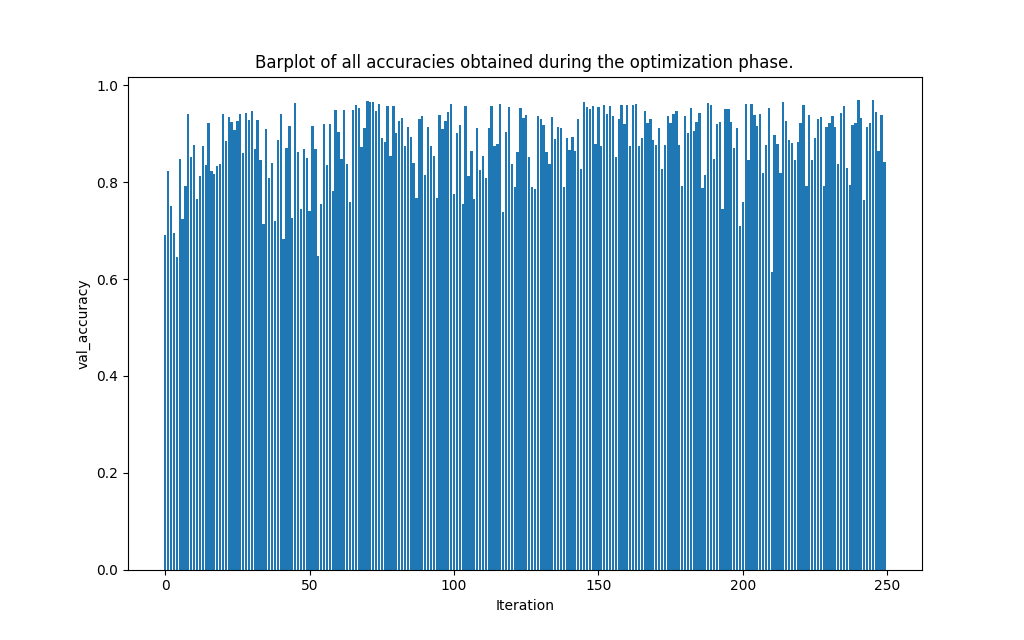 Barplot of all accuracies obtained during the optimization phase.
1.0
0.8
0.6
0.4
0.2
0.0
val_accuracy
0 50 100 150 200 250
Iteration